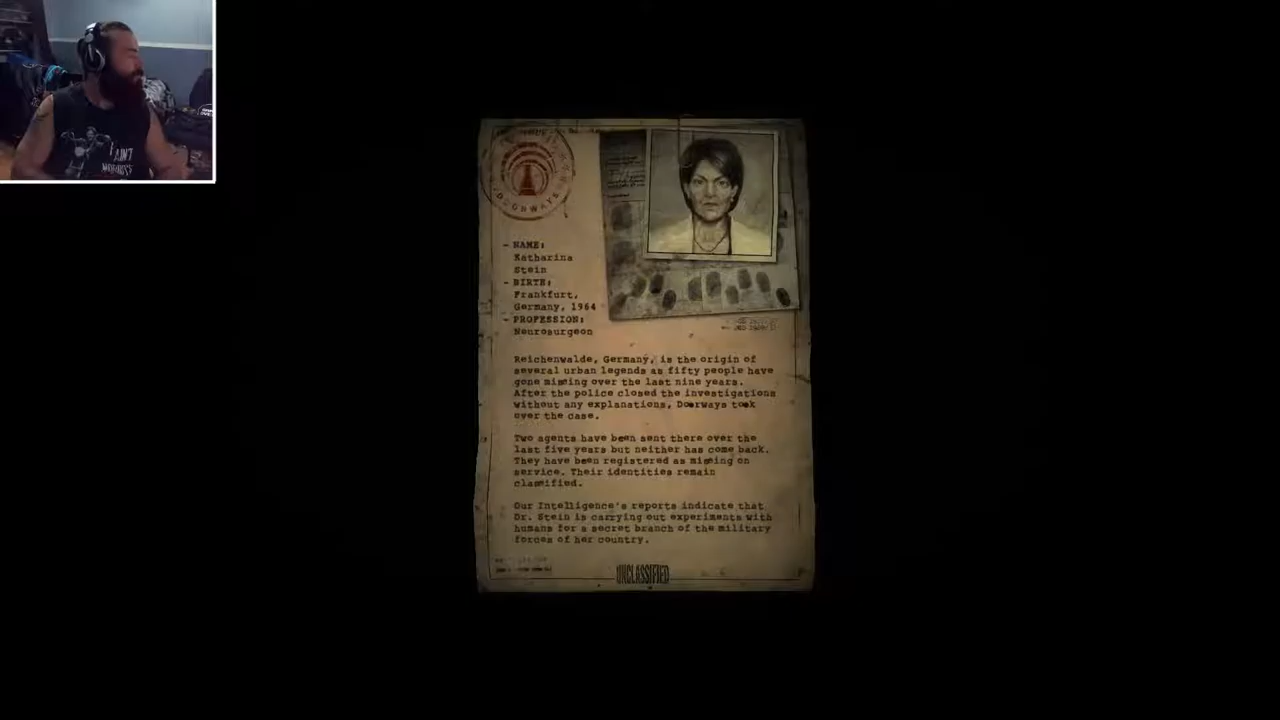 I AIN'T
DOORWAYS
- NAME:
Katharina
Stein
- BIRTH:
Frankfurt,
Germany, 1964
- PROFESSION:
Neurosurgeon
Reichenwalde, Germany, is the origin of
several urban legends as fifty people have
gone missing over the last nine years.
After the police closed the investigations
without any explanations, Doorways took
over the case.
Two agents have been sent there over the
last five years but neither has come back.
They have been registered as missing on
service. Their identities remain
classified.
Our Intelligence's reports indicate that
Dr. Stein is carrying out experiments with
humans for a secret branch of the military
forces of her country.
UNCLASSIFIED